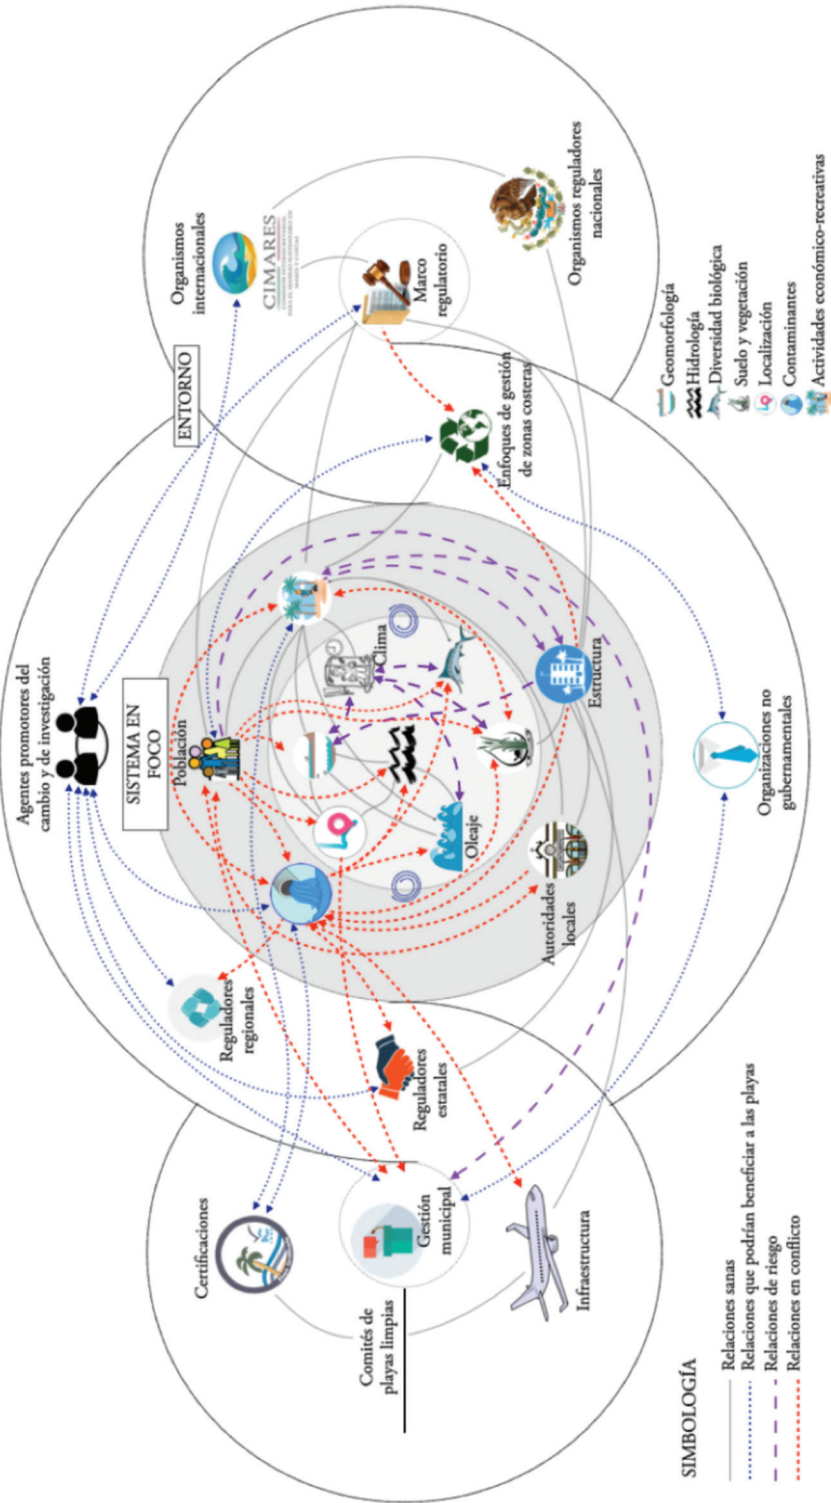 Agentes promotores del
cambio y de investigación
ENTORNO
Organismos
internacionales
CIMARES
Marco
regulatorio
Organismos reguladores
nacionales
SISTEMA EN
FOCO
Población
Enfoques de gestión
de zonas costeras
Clima
Oleaje
Estructura
Autoridades
locales
Reguladores
regionales
Reguladores
estatales
Certificaciones
Gestión
municipal
Comités de
playas limpias
Infraestructura
Organizaciones no
gubernamentales
SIMBOLOGÍA
Relaciones sanas
Relaciones que podrían beneficiar a las playas
Relaciones de riesgo
Relaciones en conflicto
Geomorfología
Hidrología
Diversidad biológica
Suelo y vegetación
Localización
Contaminantes
Actividades económico-recreativas